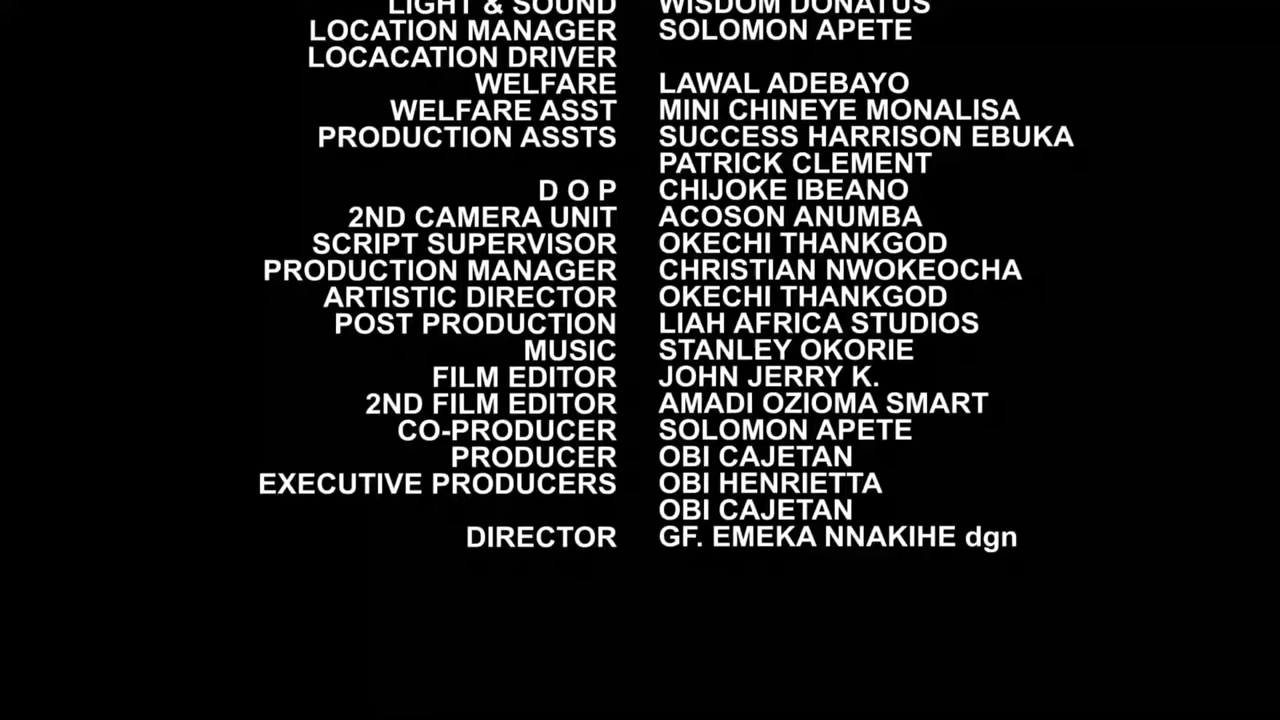 LIGHT & SOUND WISDOM DONATUS
LOCATION MANAGER SOLOMON APETE
LOCACATION DRIVER
WELFARE LAWAL ADEBAYO
WELFARE ASST MINI CHINEYE MONALISA
PRODUCTION ASSTS SUCCESS HARRISON EBUKA
PATRICK CLEMENT
D O P CHIJOKE IBEANO
2ND CAMERA UNIT ACOSON ANUMBA
SCRIPT SUPERVISOR OKECHI THANKGOD
PRODUCTION MANAGER CHRISTIAN NWOKEOCHA
ARTISTIC DIRECTOR OKECHI THANKGOD
POST PRODUCTION LIAH AFRICA STUDIOS
MUSIC STANLEY OKORIE
FILM EDITOR JOHN JERRY K.
2ND FILM EDITOR AMADI OZIOMA SMART
CO-PRODUCER SOLOMON APETE
PRODUCER OBI CAJETAN
EXECUTIVE PRODUCERS OBI HENRIETTA
OBI CAJETAN
DIRECTOR GF. EMEKA NNAKIHE dgn